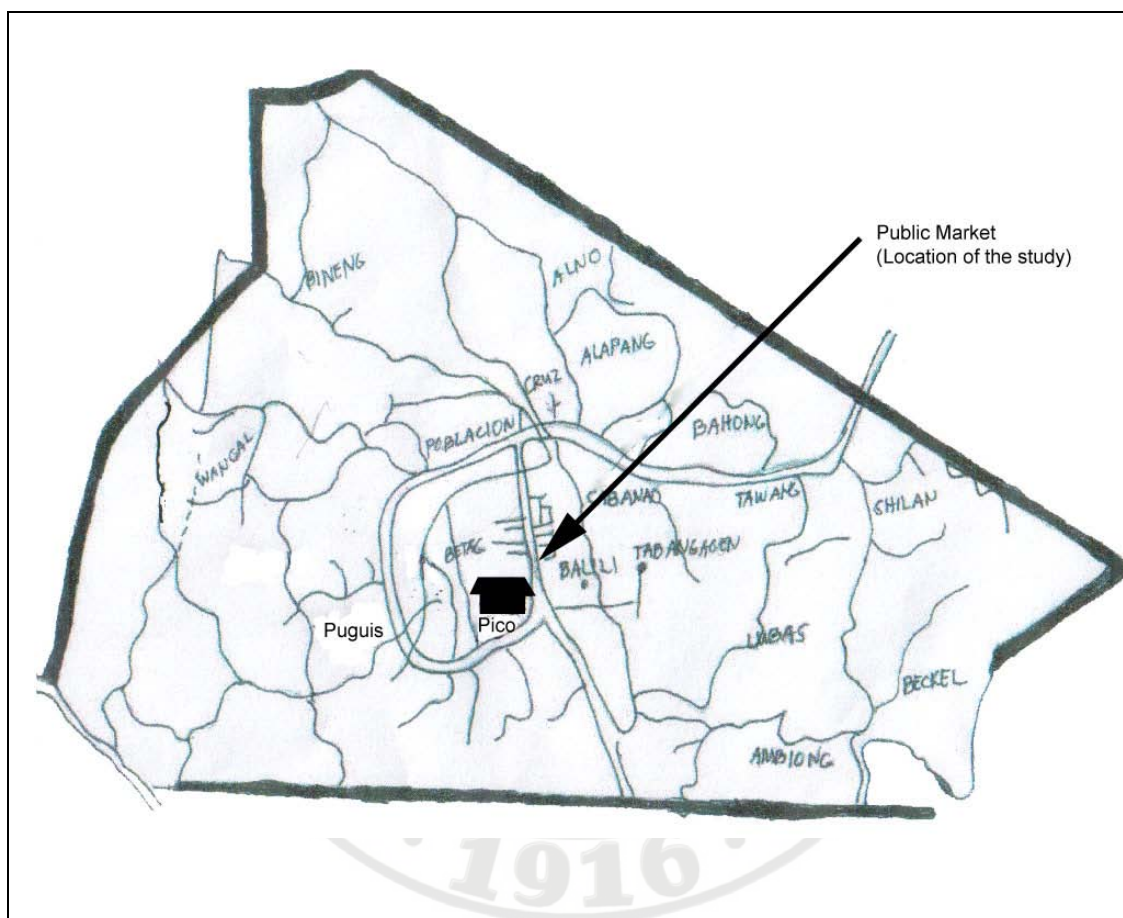 Public Market
(Location of the study)
ALNO
BINENG
ALAPANG
CRUZ
BAHONG
POBLACION
WANGAL
CABANAO
TAWANG
SHILAN
BETAG
BALILI
TABANGAOEN
Puguis
Pico
LUBAS
BECKEL
AMBIONG
1916